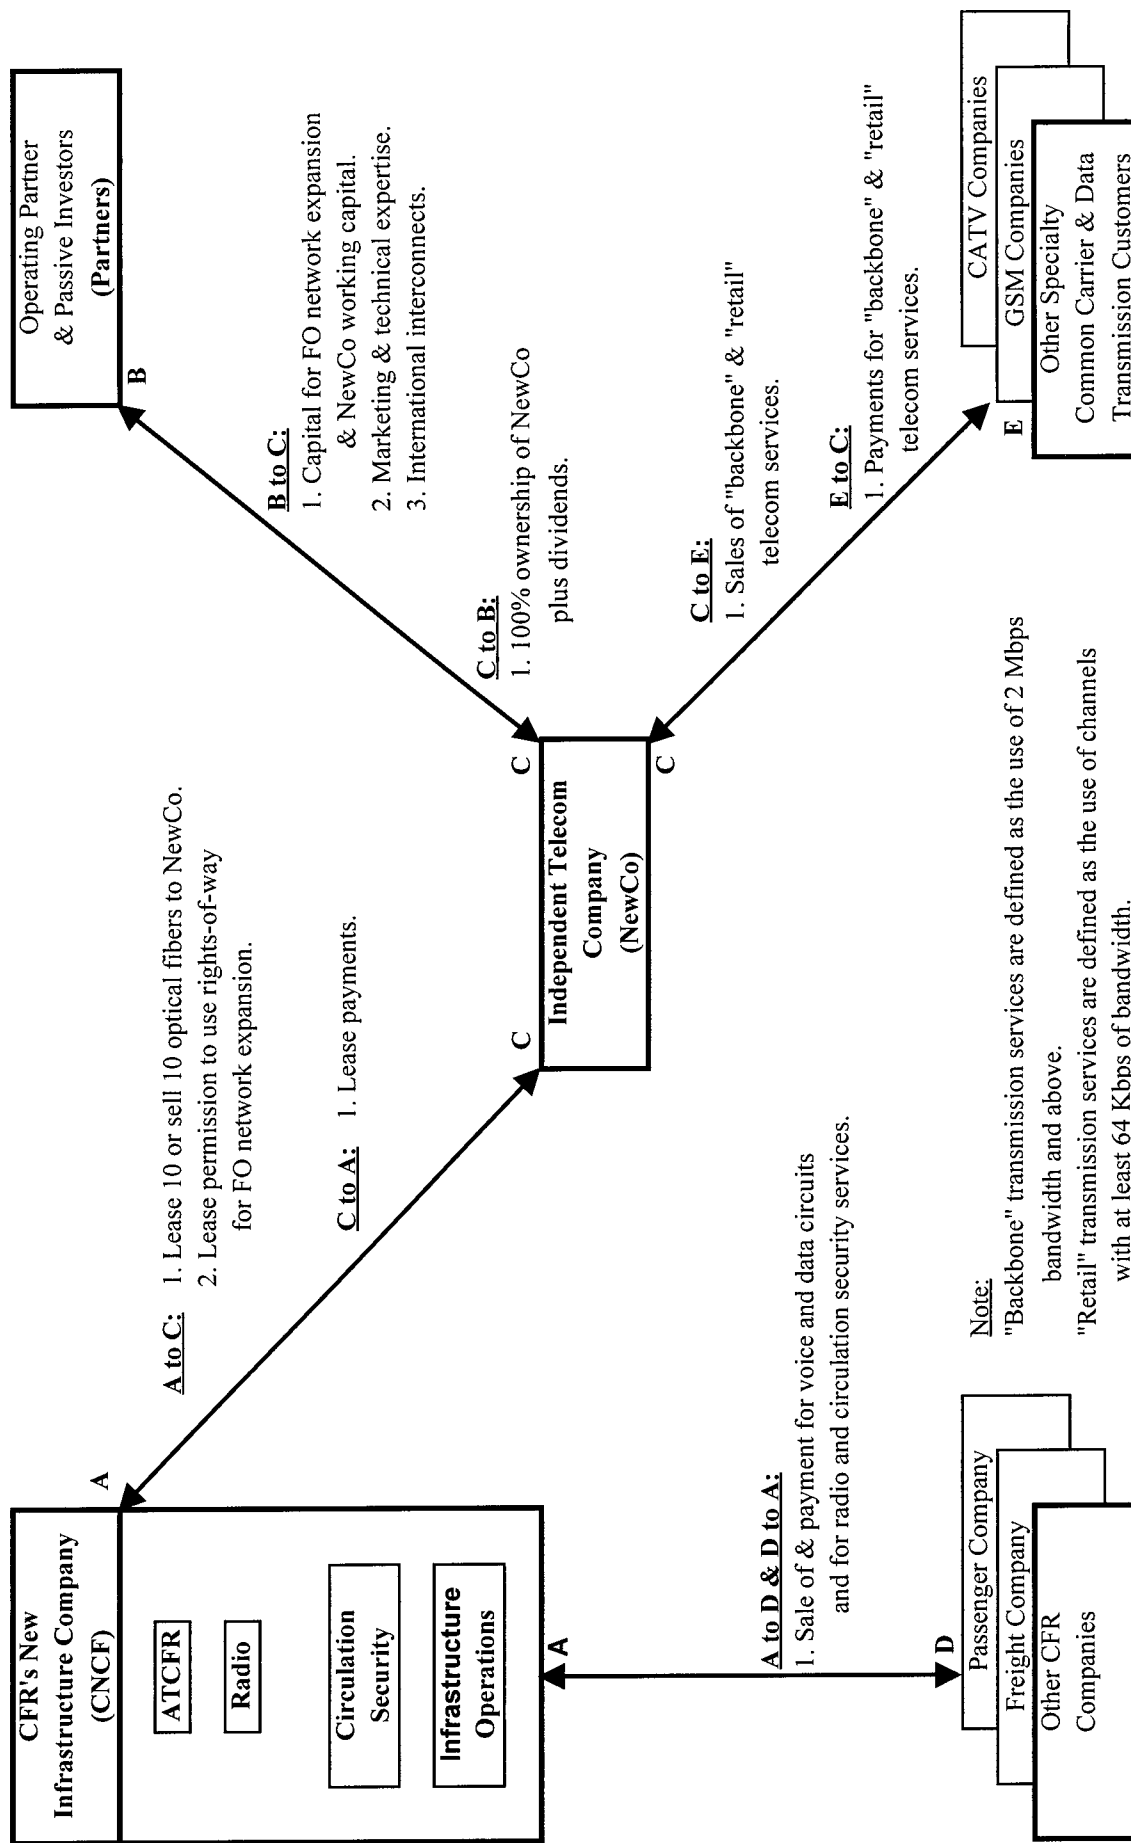 CFR's New
Infrastructure Company
(CNCF)
A
ATCFR
Radio
Circulation
Security
Infrastructure
Operations
A
A to C: 1. Lease 10 or sell 10 optical fibers to NewCo.
2. Lease permission to use rights-of-way
for FO network expansion.
C to A: 1. Lease payments.
Operating Partner
& Passive Investors
(Partners)
B
B to C:
1. Capital for FO network expansion
& NewCo working capital.
2. Marketing & technical expertise.
3. International interconnects.
C to B:
1. 100% ownership of NewCo
plus dividends.
C
C
Independent Telecom
Company
(NewCo)
C
C to E:
1. Sales of "backbone" & "retail"
telecom services.
E to C:
1. Payments for "backbone" & "retail"
telecom services.
A to D & D to A:
1. Sale of & payment for voice and data circuits
and for radio and circulation security services.
D
Passenger Company
Freight Company
Other CFR
Companies
Note:
"Backbone" transmission services are defined as the use of 2 Mbps
bandwidth and above.
"Retail" transmission services are defined as the use of channels
with at least 64 Kbps of bandwidth.
E
CATV Companies
GSM Companies
Other Specialty
Common Carrier & Data
Transmission Customers